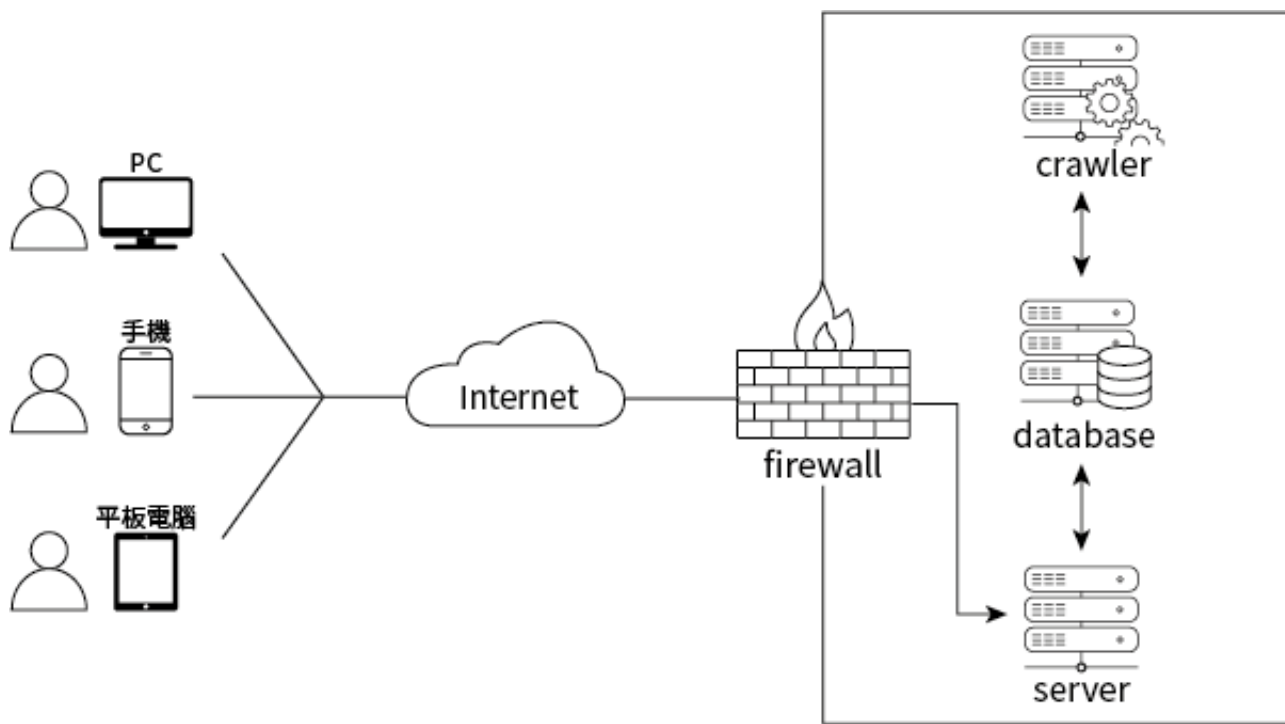 PC
手機
平板電腦
Internet
firewall
crawler
database
server